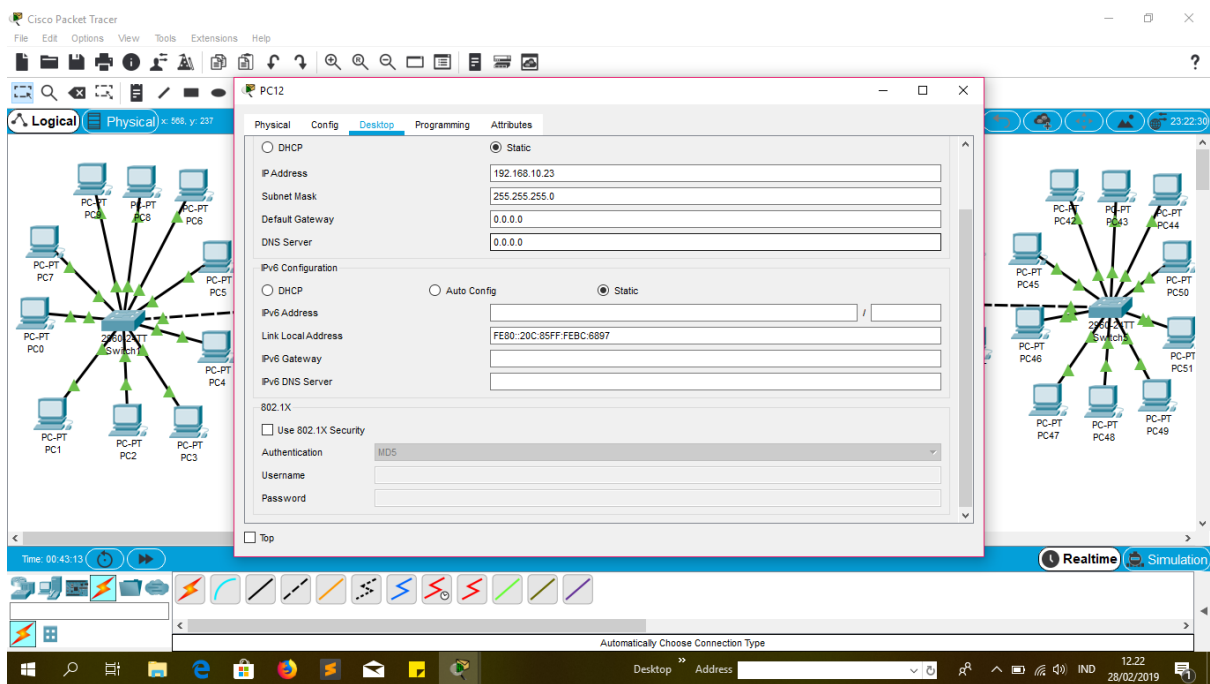 Cisco Packet Tracer
File Edit Options View Tools Extensions Help
?
Logical Physical x: 568, y: 237
23:22:30
PC12
Physical Config Desktop Programming Attributes
DHCP Static
IP Address 192.168.10.23
Subnet Mask 255.255.255.0
Default Gateway 0.0.0.0
DNS Server 0.0.0.0
IPv6 Configuration
DHCP Auto Config Static
IPv6 Address /
Link Local Address FE80::20C:85FF:FEBC:6897
IPv6 Gateway
IPv6 DNS Server
802.1X
Use 802.1X Security
Authentication MD5
Username
Password
Top
PC-PT
PC9
PC-PT
PC8
PC-PT
PC6
PC-PT
PC7
PC-PT
PC5
PC-PT
PC0
2960-24TT
Switch1
PC-PT
PC4
PC-PT
PC1
PC-PT
PC2
PC-PT
PC3
PC-PT
PC42
PC-PT
PC43
PC-PT
PC44
PC-PT
PC45
PC-PT
PC50
2960-24TT
PC-PT
PC46
PC-PT
PC51
PC-PT
PC47
PC-PT
PC48
PC-PT
PC49
Time: 00:43:13
Realtime Simulation
Automatically Choose Connection Type
Desktop Address
IND
12.22
28/02/2019